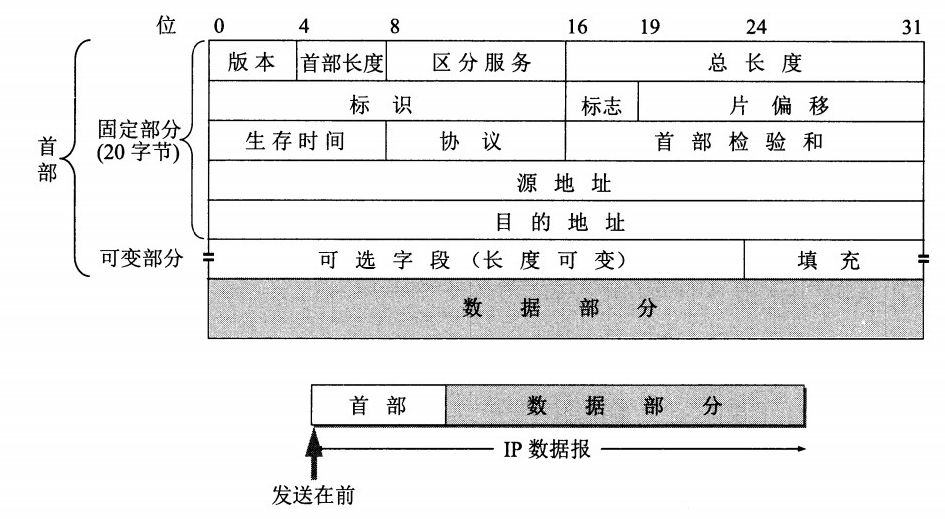 位 0 4 8 16 19 24 31
版本 首部长度 区分服务 总长度
标识 标志 片偏移
首部 固定部分 (20 字节) 生存时间 协议 首部检验和
源地址
目的地址
可变部分 可选字段（长度可变） 填充
数据部分
首部 数据部分
IP 数据报
发送在前